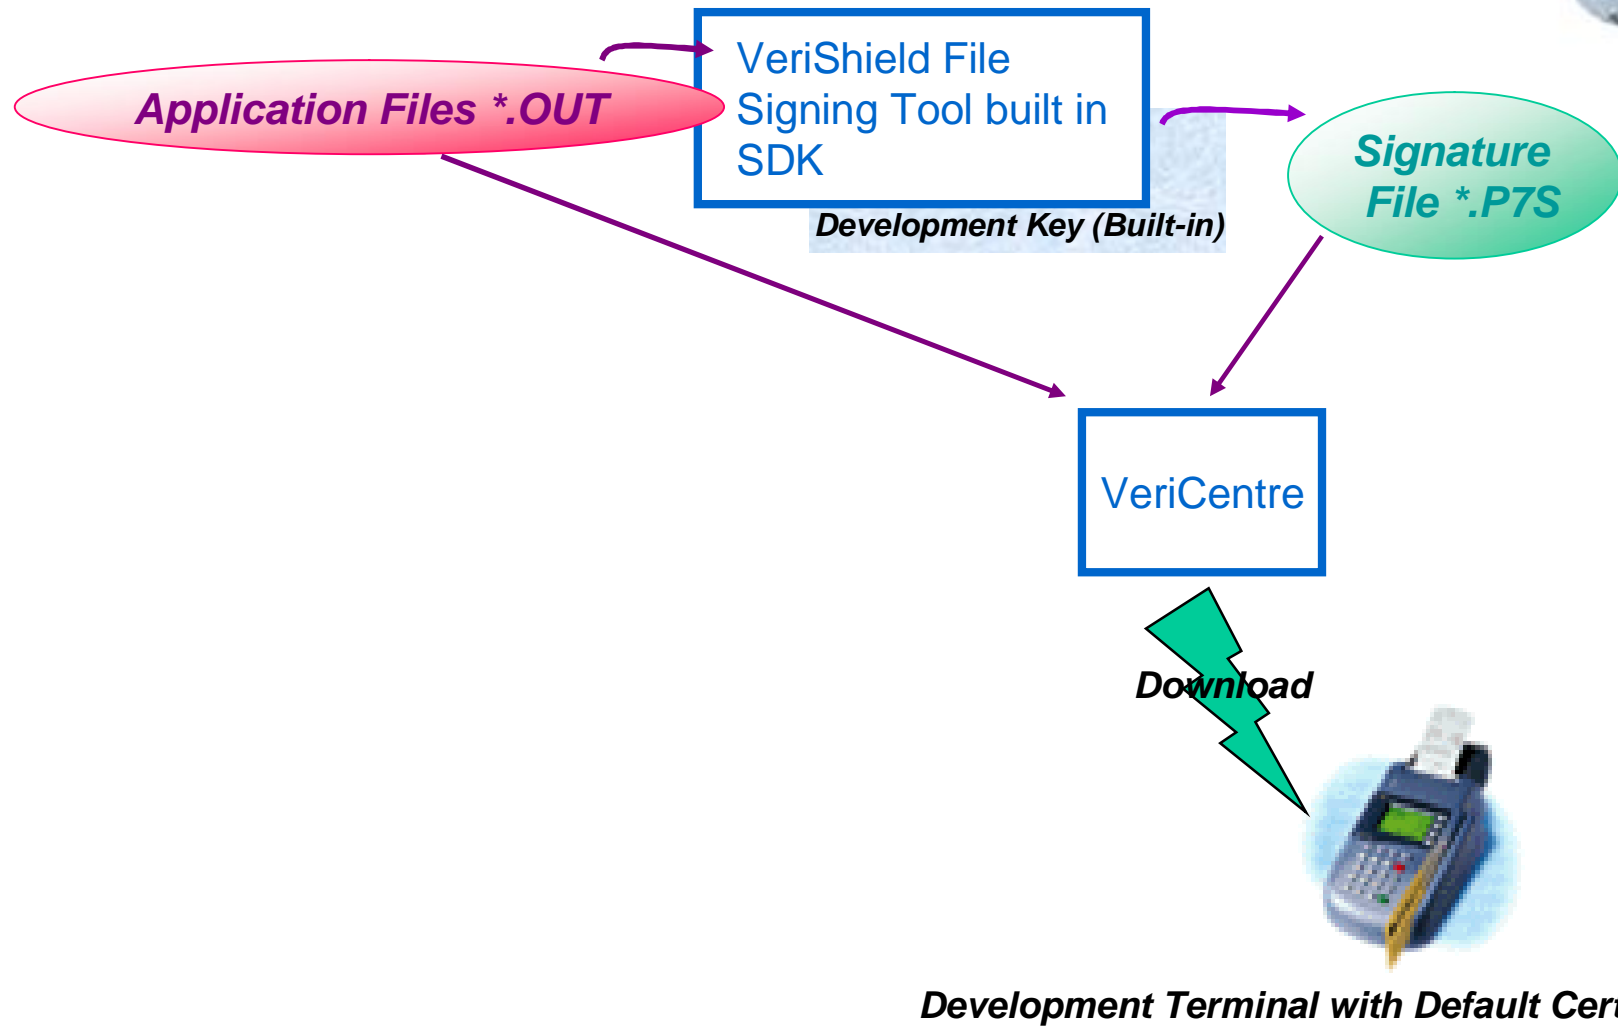 VeriShield File
Signing Tool built in
SDK
Application Files *.OUT
Signature
File *.P7S
Development Key (Built-in)
VeriCentre
Download
Development Terminal with Default Cert